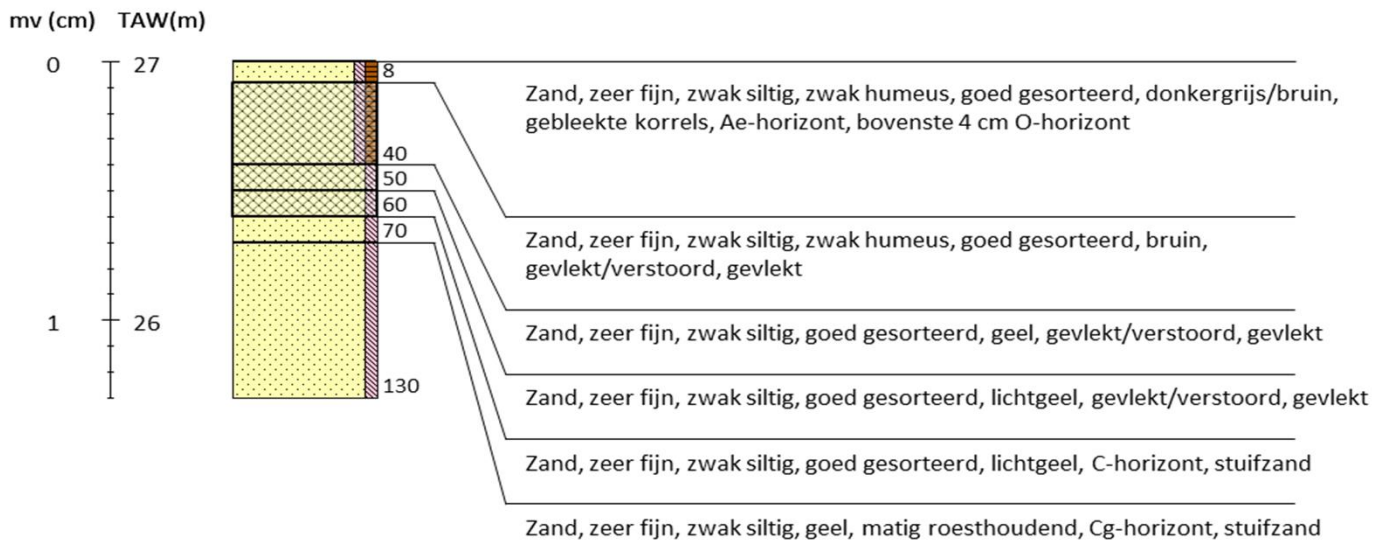 mv (cm) TAW(m)
0 27
8
Zand, zeer fijn, zwak siltig, zwak humeus, goed gesorteerd, donkergrijs/bruin,
gebleekte korrels, Ae-horizont, bovenste 4 cm O-horizont
40
50
60
70
Zand, zeer fijn, zwak siltig, zwak humeus, goed gesorteerd, bruin,
gevlekt/verstoord, gevlekt
1 26
Zand, zeer fijn, zwak siltig, goed gesorteerd, geel, gevlekt/verstoord, gevlekt
130
Zand, zeer fijn, zwak siltig, goed gesorteerd, lichtgeel, gevlekt/verstoord, gevlekt
Zand, zeer fijn, zwak siltig, goed gesorteerd, lichtgeel, C-horizont, stuifzand
Zand, zeer fijn, zwak siltig, geel, matig roesthoudend, Cg-horizont, stuifzand